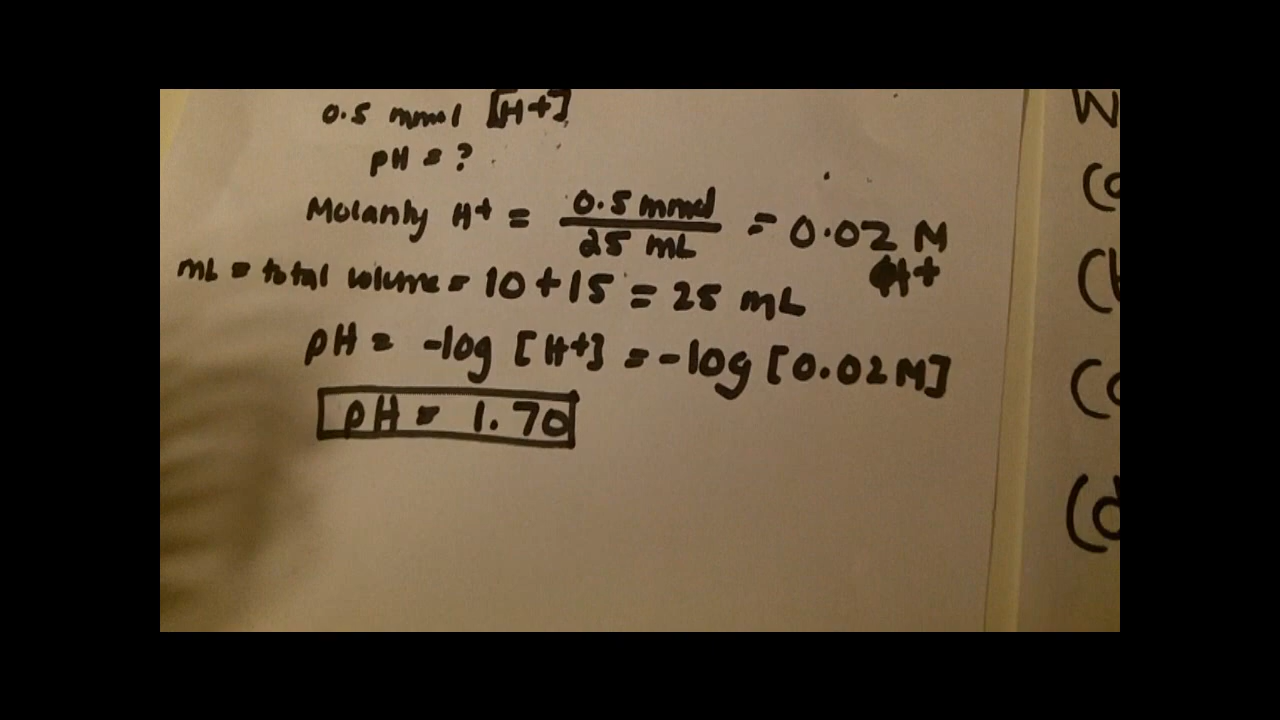 0.5 mmol [H+]
pH = ?
Molarity H+ = 0.5 mmol / 25 mL = 0.02 M H+
mL = total volume = 10 + 15 = 25 mL
pH = -log [H+] = -log [0.02M]
pH = 1.70
W
(
(
(
(d